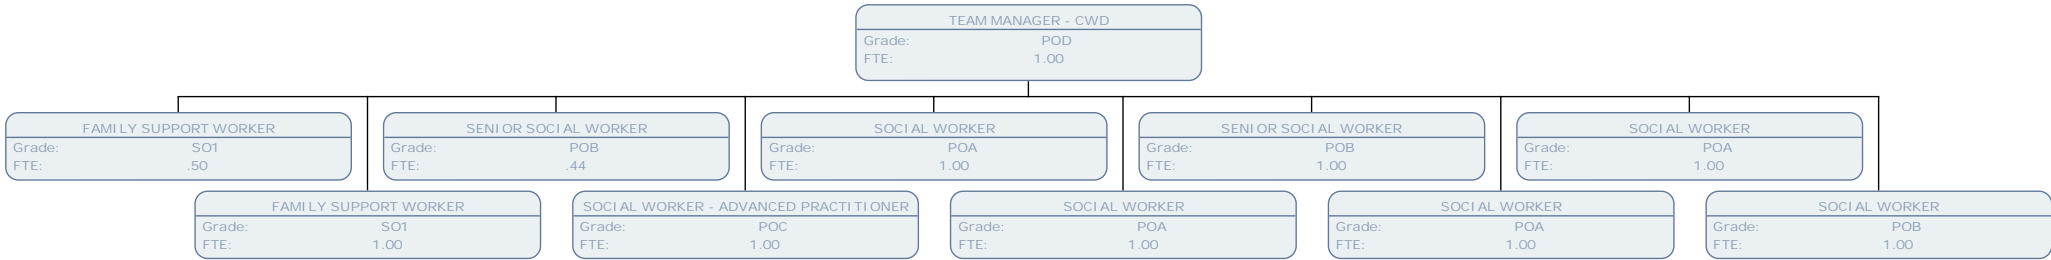 TEAM MANAGER - CWD
Grade: POD
FTE: 1.00
FAMILY SUPPORT WORKER
Grade: SO1
FTE: .50
SENIOR SOCIAL WORKER
Grade: POB
FTE: .44
SOCIAL WORKER
Grade: POA
FTE: 1.00
SENIOR SOCIAL WORKER
Grade: POB
FTE: 1.00
SOCIAL WORKER
Grade: POA
FTE: 1.00
FAMILY SUPPORT WORKER
Grade: SO1
FTE: 1.00
SOCIAL WORKER - ADVANCED PRACTITIONER
Grade: POC
FTE: 1.00
SOCIAL WORKER
Grade: POA
FTE: 1.00
SOCIAL WORKER
Grade: POA
FTE: 1.00
SOCIAL WORKER
Grade: POB
FTE: 1.00